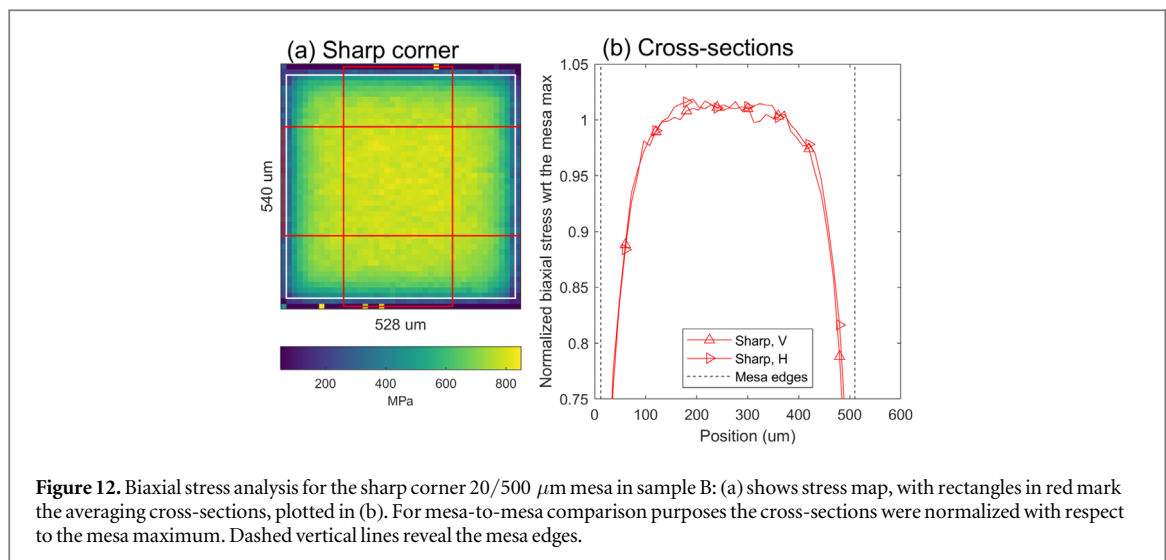 (a) Sharp corner
540 um
528 um
200 400 600 800
MPa
(b) Cross-sections
Normalized biaxial stress wrt the mesa max
1.05
1
0.95
0.9
0.85
0.8
0.75
Sharp, V
Sharp, H
Mesa edges
0 100 200 300 400 500 600
Position (um)
Figure 12. Biaxial stress analysis for the sharp corner 20/500 μm mesa in sample B: (a) shows stress map, with rectangles in red mark
the averaging cross-sections, plotted in (b). For mesa-to-mesa comparison purposes the cross-sections were normalized with respect
to the mesa maximum. Dashed vertical lines reveal the mesa edges.